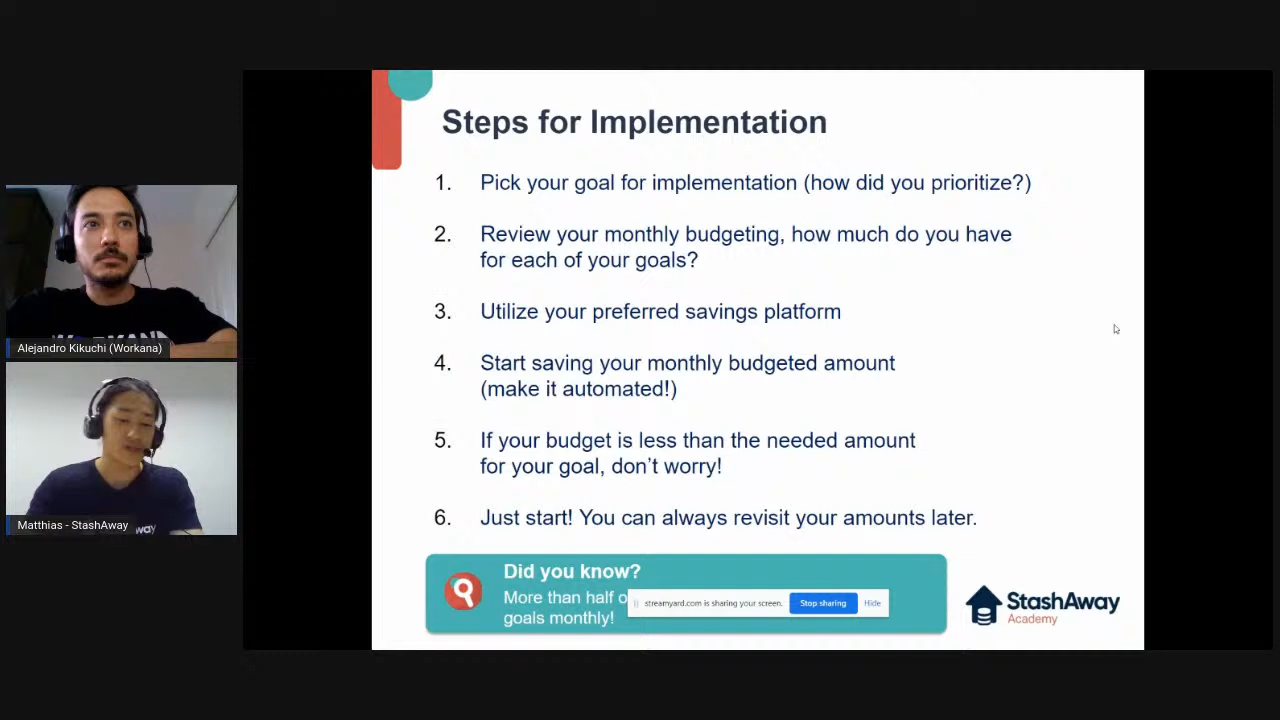 Steps for Implementation
1. Pick your goal for implementation (how did you prioritize?)
2. Review your monthly budgeting, how much do you have
for each of your goals?
3. Utilize your preferred savings platform
4. Start saving your monthly budgeted amount
(make it automated!)
5. If your budget is less than the needed amount
for your goal, don't worry!
6. Just start! You can always revisit your amounts later.
Did you know?
More than half o
goals monthly!
streamyard.com is sharing your screen. Stop sharing Hide
StashAway
Academy
Alejandro Kikuchi (Workana)
Matthias - StashAway
way